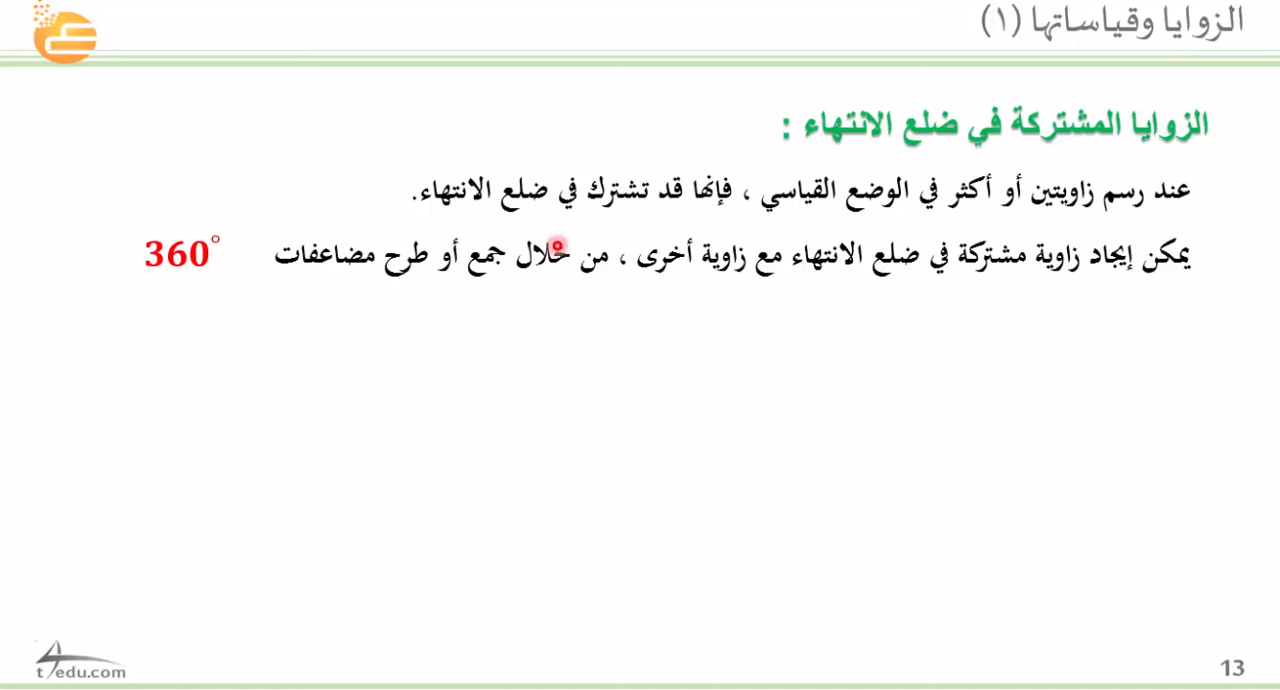 الزوايا وقياساتها (١)
الزوايا المشتركة في ضلع الانتهاء :
عند رسم زاويتين أو أكثر في الوضع القياسي ، فإنها قد تشترك في ضلع الانتهاء.
يمكن إيجاد زاوية مشتركة في ضلع الانتهاء مع زاوية أخرى ، من خلال جمع أو طرح مضاعفات 360°
t4edu.com
13